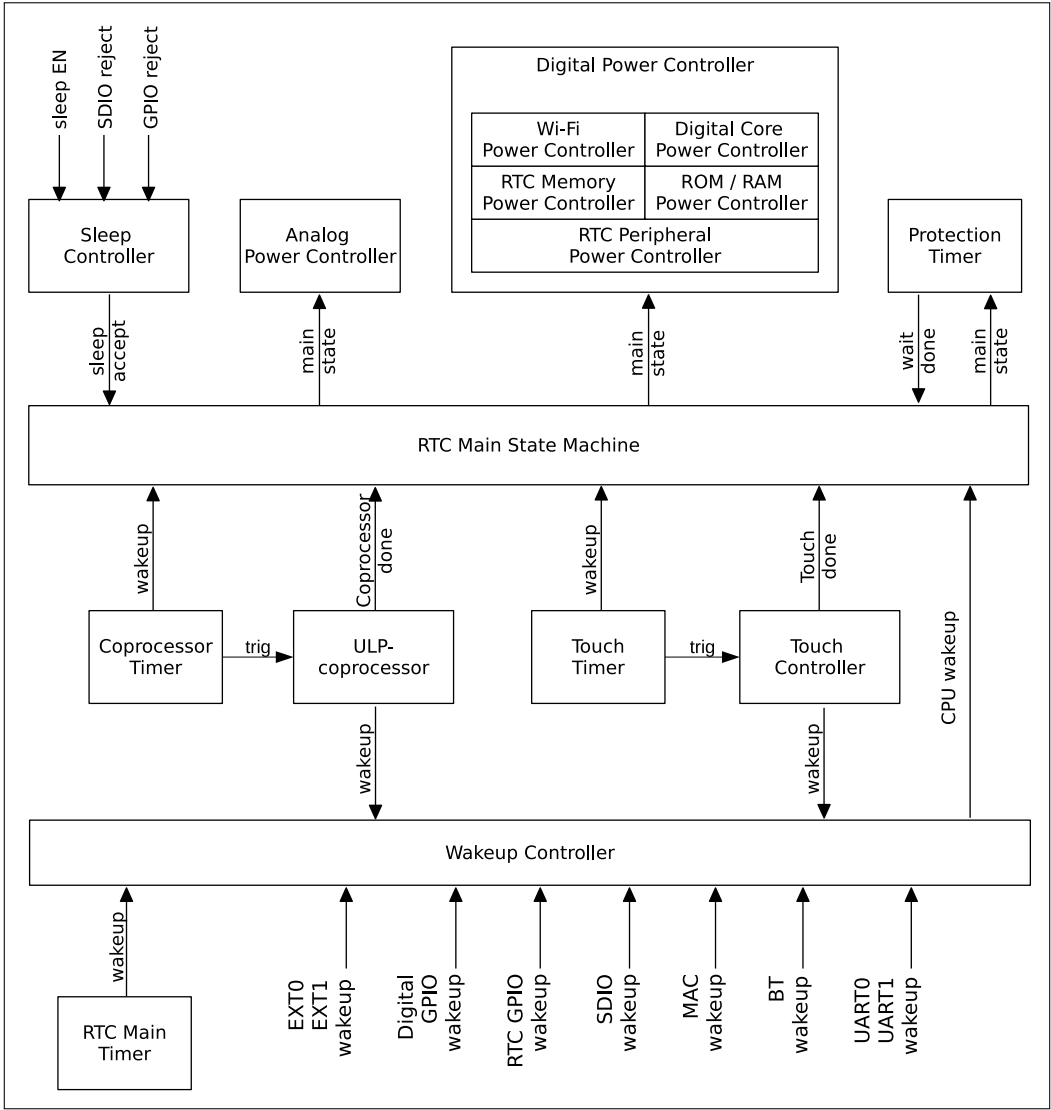 sleep EN
SDIO reject
GPIO reject
Digital Power Controller
Wi-Fi
Power Controller
Digital Core
Power Controller
RTC Memory
Power Controller
ROM / RAM
Power Controller
RTC Peripheral
Power Controller
Sleep
Controller
Analog
Power Controller
Protection
Timer
sleep
accept
main
state
main
state
wait
done
main
state
RTC Main State Machine
wakeup
Coprocessor
done
wakeup
Touch
done
CPU wakeup
Coprocessor
Timer
trig
ULP-
coprocessor
Touch
Timer
trig
Touch
Controller
wakeup
wakeup
Wakeup Controller
wakeup
RTC Main
Timer
EXT0
EXT1
wakeup
Digital
GPIO
wakeup
RTC GPIO
wakeup
SDIO
wakeup
MAC
wakeup
BT
wakeup
UART0
UART1
wakeup